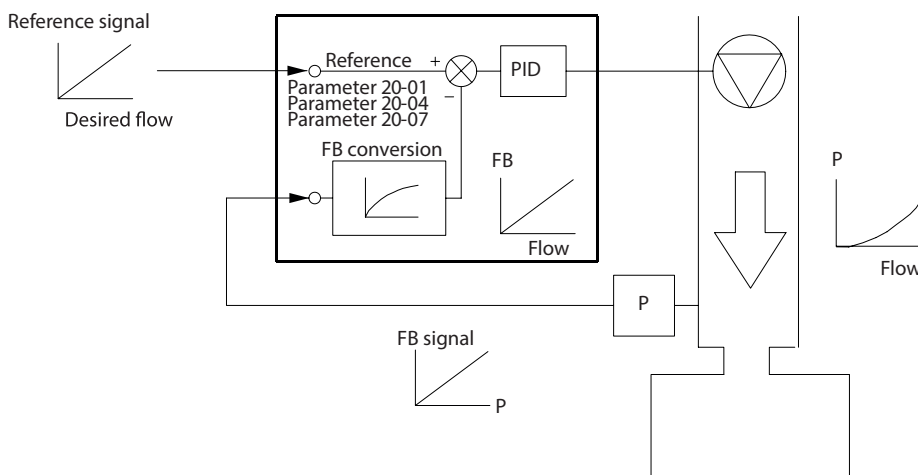 Reference signal
Desired flow
Reference
+
−
PID
Parameter 20-01
Parameter 20-04
Parameter 20-07
FB conversion
FB
Flow
P
Flow
P
FB signal
P